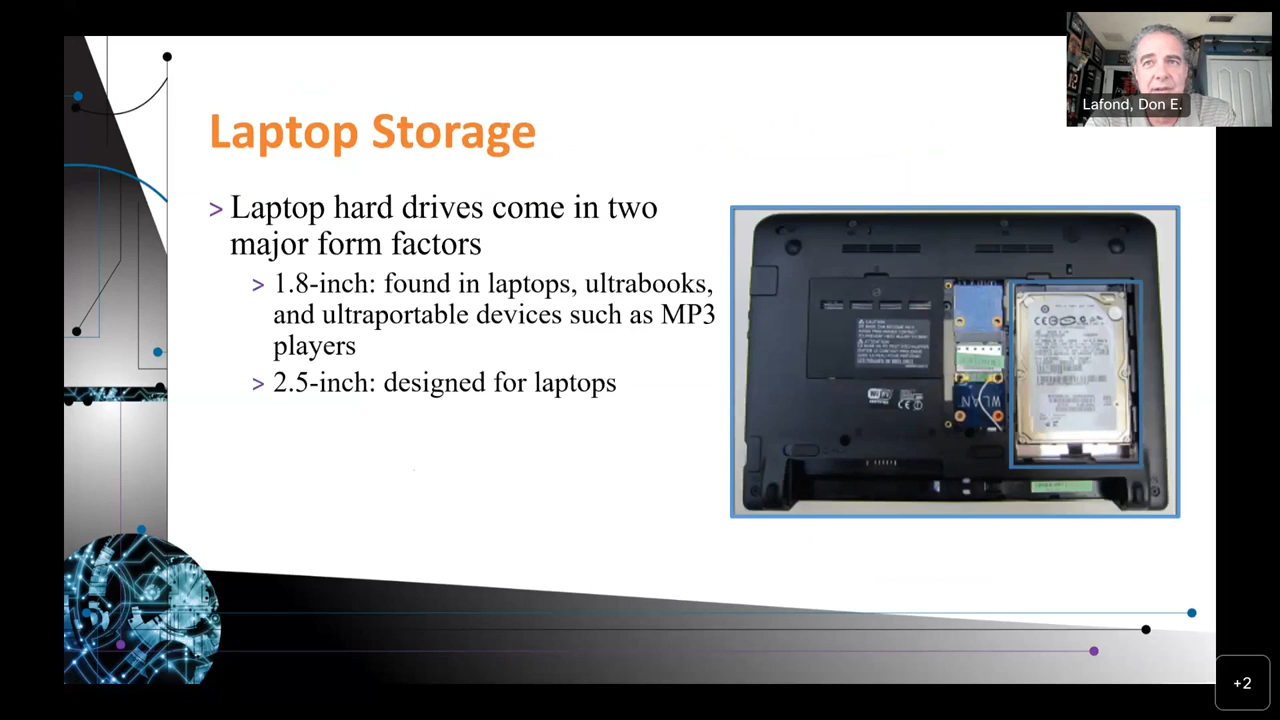 Lafond, Don E.
Laptop Storage
> Laptop hard drives come in two
major form factors
> 1.8-inch: found in laptops, ultrabooks,
and ultraportable devices such as MP3
players
> 2.5-inch: designed for laptops
WLAN
+2